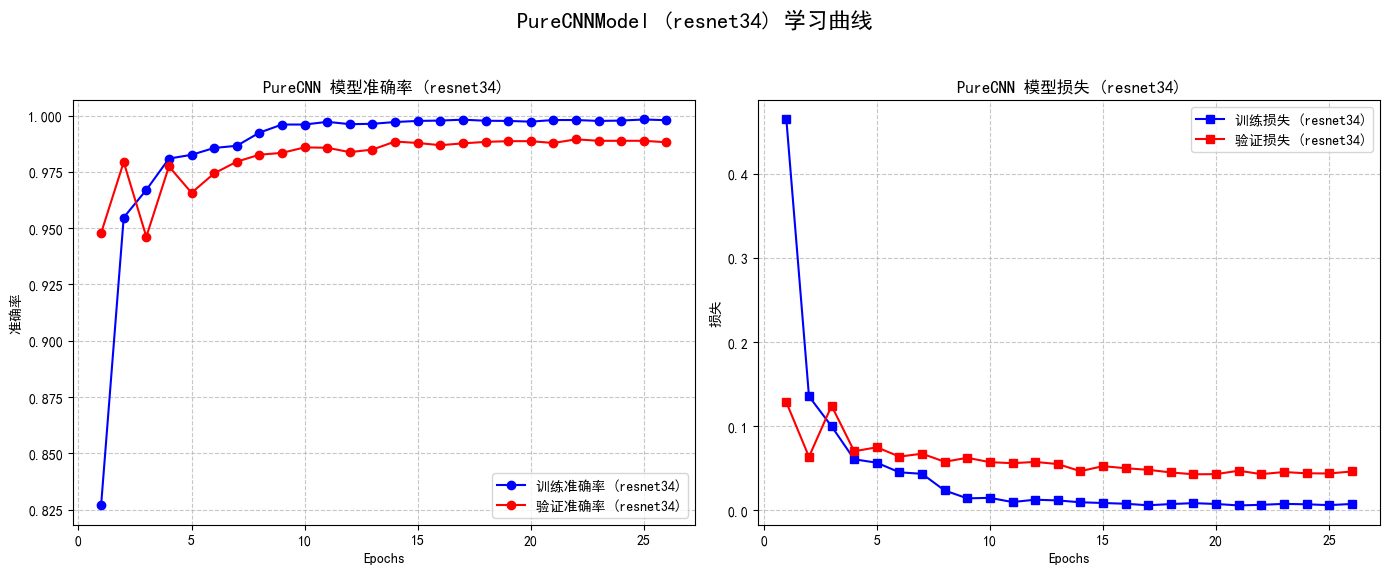 PureCNNModel (resnet34) 学习曲线
PureCNN 模型准确率 (resnet34)
准确率
1.000
0.975
0.950
0.925
0.900
0.875
0.850
0.825
0 5 10 15 20 25
Epochs
训练准确率 (resnet34)
验证准确率 (resnet34)
PureCNN 模型损失 (resnet34)
损失
0.4
0.3
0.2
0.1
0.0
0 5 10 15 20 25
Epochs
训练损失 (resnet34)
验证损失 (resnet34)